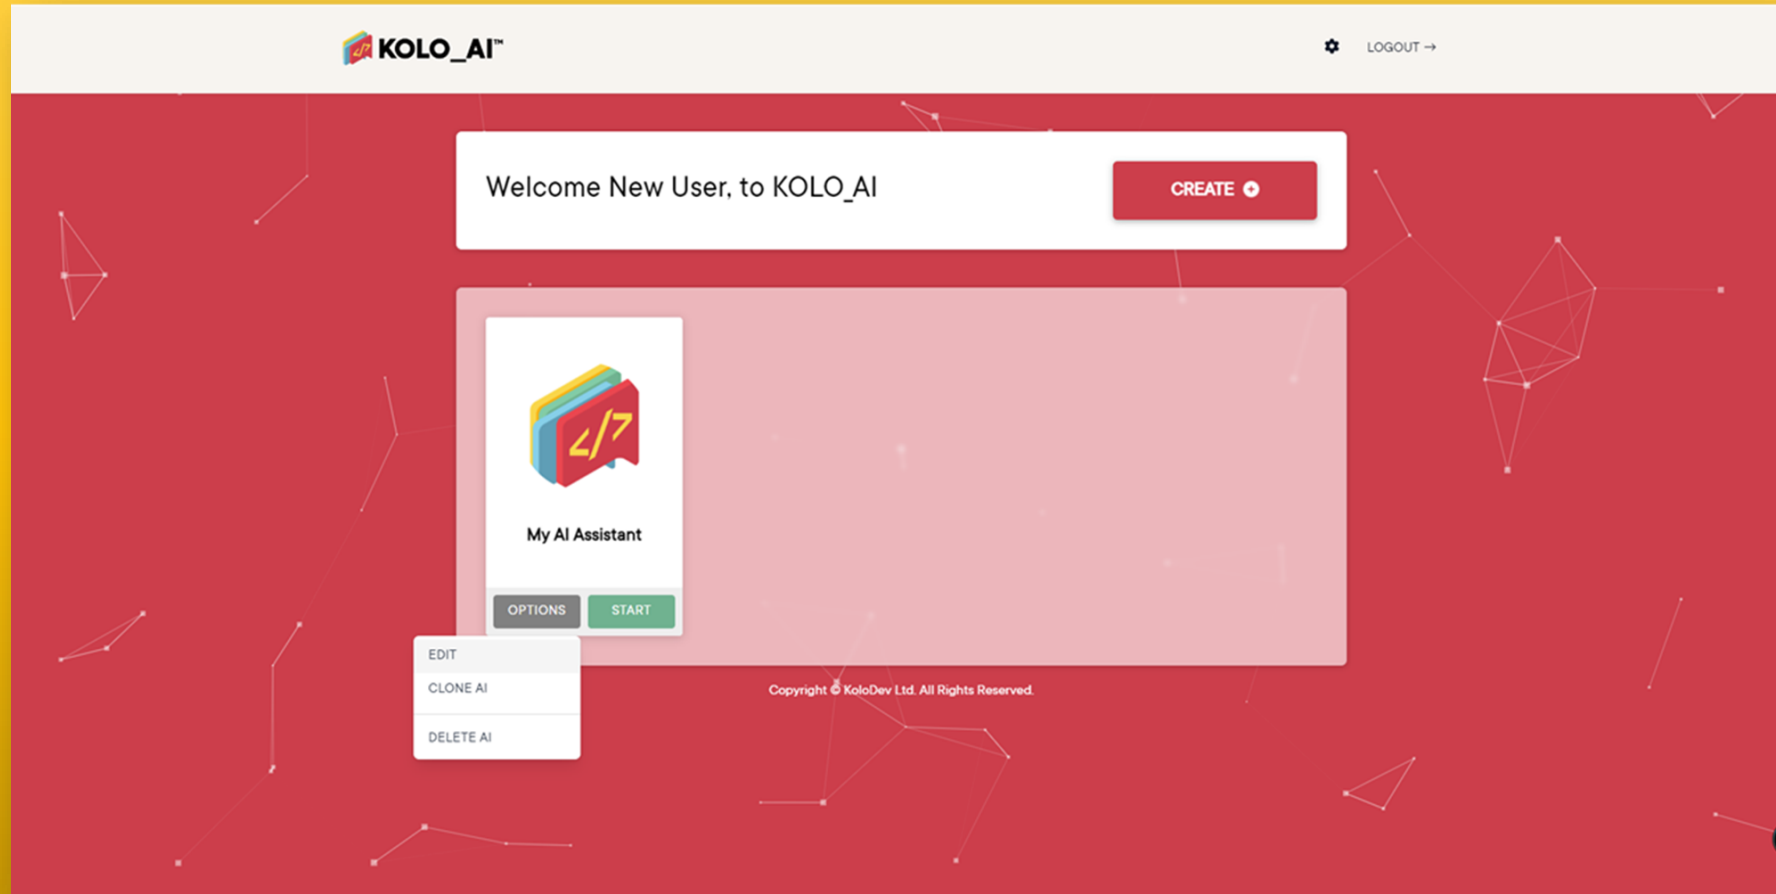 KOLO_AI™
LOGOUT →
Welcome New User, to KOLO_AI
CREATE
</>
My AI Assistant
OPTIONS
START
EDIT
CLONE AI
DELETE AI
Copyright © KoloDev Ltd. All Rights Reserved.